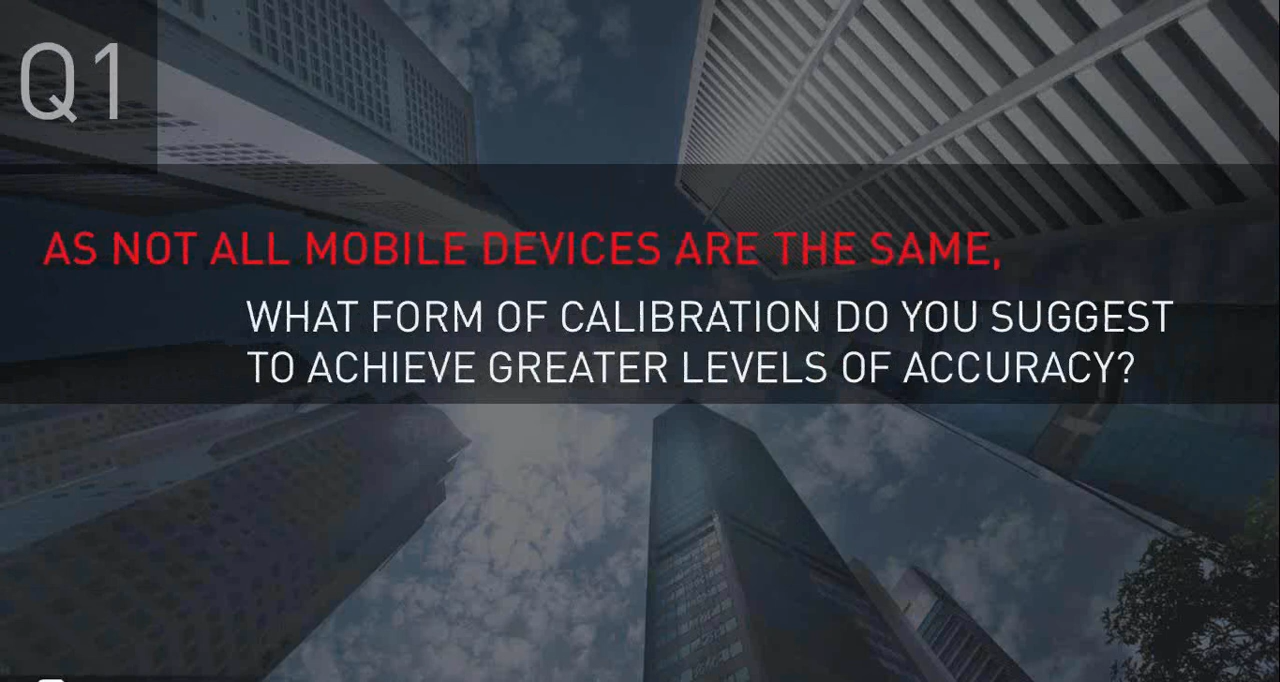 Q1
AS NOT ALL MOBILE DEVICES ARE THE SAME,
WHAT FORM OF CALIBRATION DO YOU SUGGEST
TO ACHIEVE GREATER LEVELS OF ACCURACY?